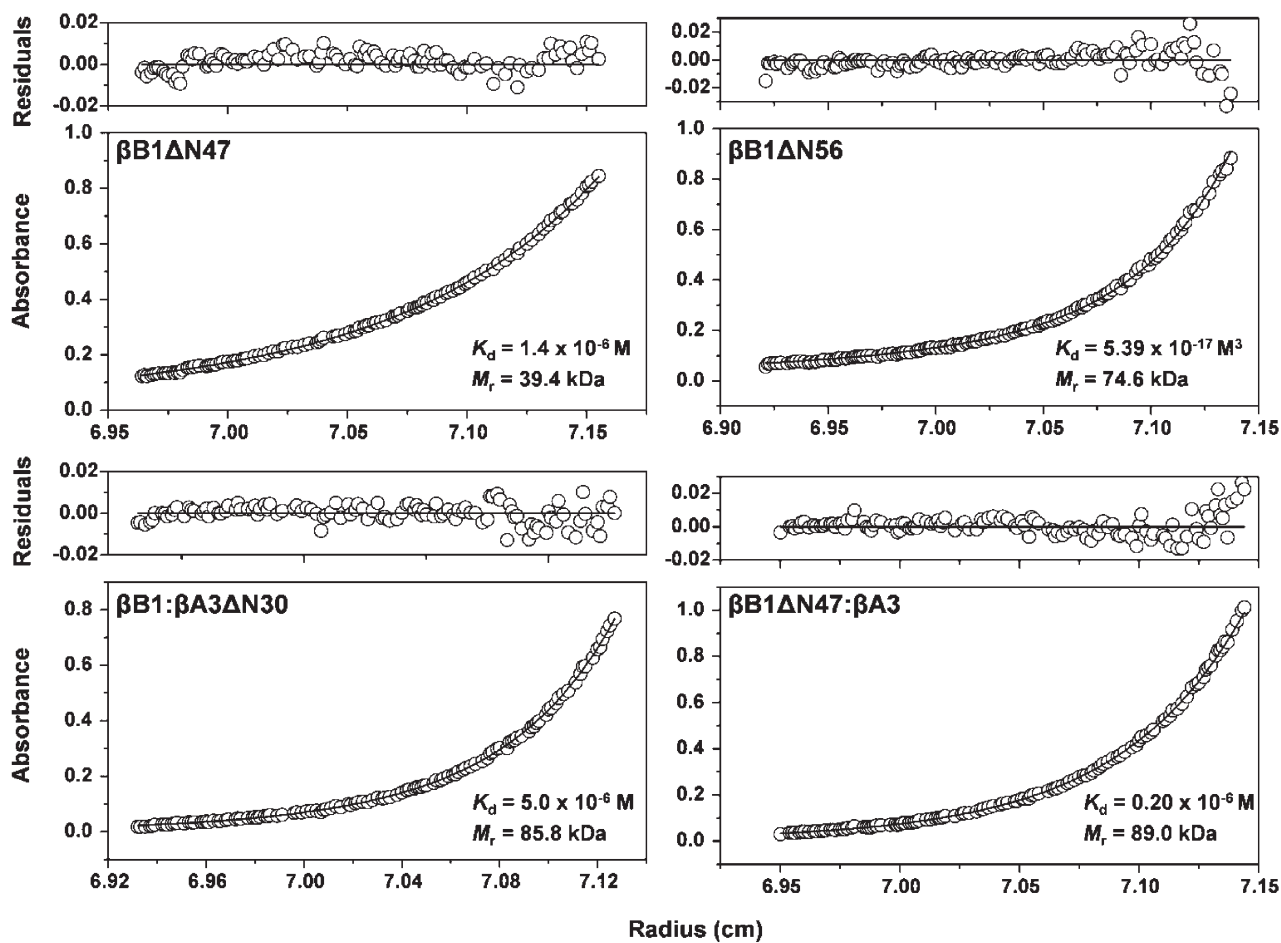 Residuals
0.02
0.00
-0.02
0.02
0.00
-0.02
Absorbance
βB1ΔN47
1.0
0.8
0.6
0.4
0.2
0.0
K_d = 1.4 x 10⁻⁶ M
M_r = 39.4 kDa
6.95 7.00 7.05 7.10 7.15
βB1ΔN56
1.0
0.8
0.6
0.4
0.2
0.0
K_d = 5.39 x 10⁻¹⁷ M³
M_r = 74.6 kDa
6.90 6.95 7.00 7.05 7.10 7.15
Residuals
0.02
0.00
-0.02
0.02
0.00
-0.02
Absorbance
βB1:βA3ΔN30
0.8
0.6
0.4
0.2
0.0
K_d = 5.0 x 10⁻⁶ M
M_r = 85.8 kDa
6.92 6.96 7.00 7.04 7.08 7.12
βB1ΔN47:βA3
1.0
0.8
0.6
0.4
0.2
0.0
K_d = 0.20 x 10⁻⁶ M
M_r = 89.0 kDa
6.95 7.00 7.05 7.10 7.15
Radius (cm)